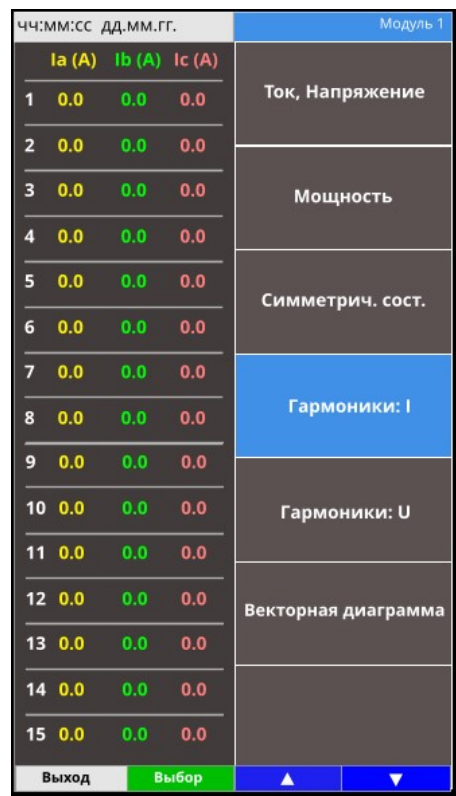 чч:мм:сс дд.мм.гг.
Модуль 1
Ia (A) Ib (A) Ic (A)
1 0.0 0.0 0.0
2 0.0 0.0 0.0
3 0.0 0.0 0.0
4 0.0 0.0 0.0
5 0.0 0.0 0.0
6 0.0 0.0 0.0
7 0.0 0.0 0.0
8 0.0 0.0 0.0
9 0.0 0.0 0.0
10 0.0 0.0 0.0
11 0.0 0.0 0.0
12 0.0 0.0 0.0
13 0.0 0.0 0.0
14 0.0 0.0 0.0
15 0.0 0.0 0.0
Ток, Напряжение
Мощность
Симметрич. сост.
Гармоники: I
Гармоники: U
Векторная диаграмма
Выход
Выбор
▲
▼